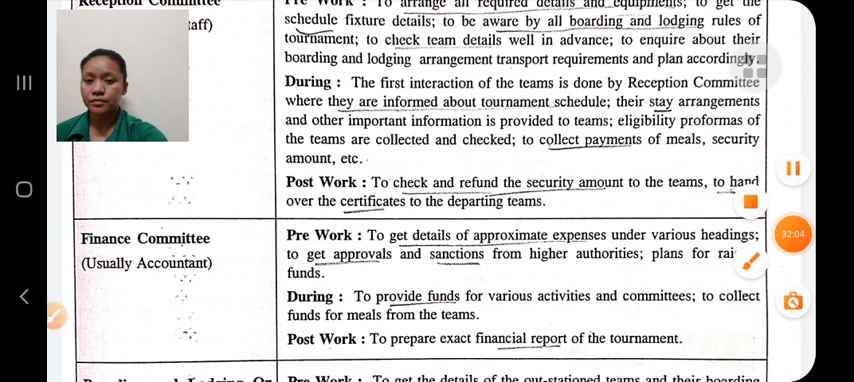 Reception Committee
taff)
Pre Work : To arrange all required details and equipments; to get the
schedule fixture details; to be aware by all boarding and lodging rules of
tournament; to check team details well in advance; to enquire about their
boarding and lodging arrangement transport requirements and plan accordingly.
During : The first interaction of the teams is done by Reception Committee
where they are informed about tournament schedule; their stay arrangements
and other important information is provided to teams; eligibility proformas of
the teams are collected and checked; to collect payments of meals, security
amount, etc.
Post Work : To check and refund the security amount to the teams, to hand
over the certificates to the departing teams.
Finance Committee
(Usually Accountant)
Pre Work : To get details of approximate expenses under various headings;
to get approvals and sanctions from higher authorities; plans for rai
funds.
During : To provide funds for various activities and committees; to collect
funds for meals from the teams.
Post Work : To prepare exact financial report of the tournament.
Pre Work : To get the details of the out-stationed teams and their boarding
32:04